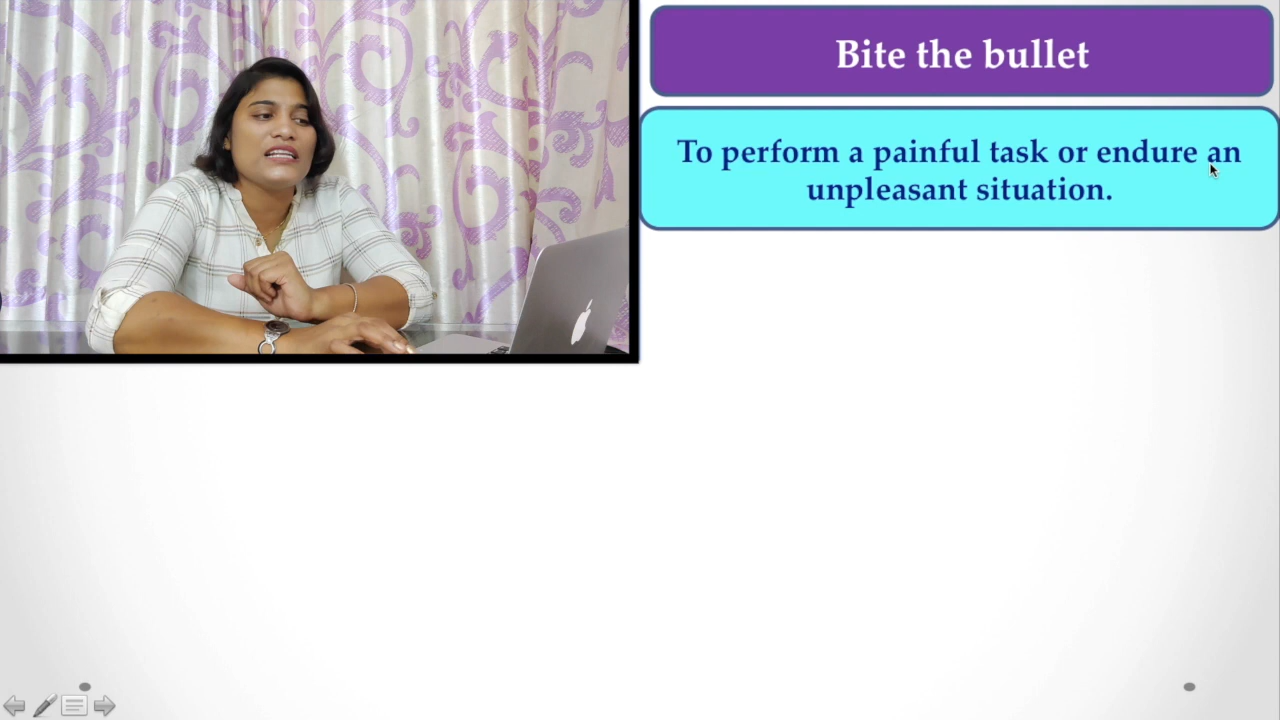 Bite the bullet
To perform a painful task or endure an
unpleasant situation.